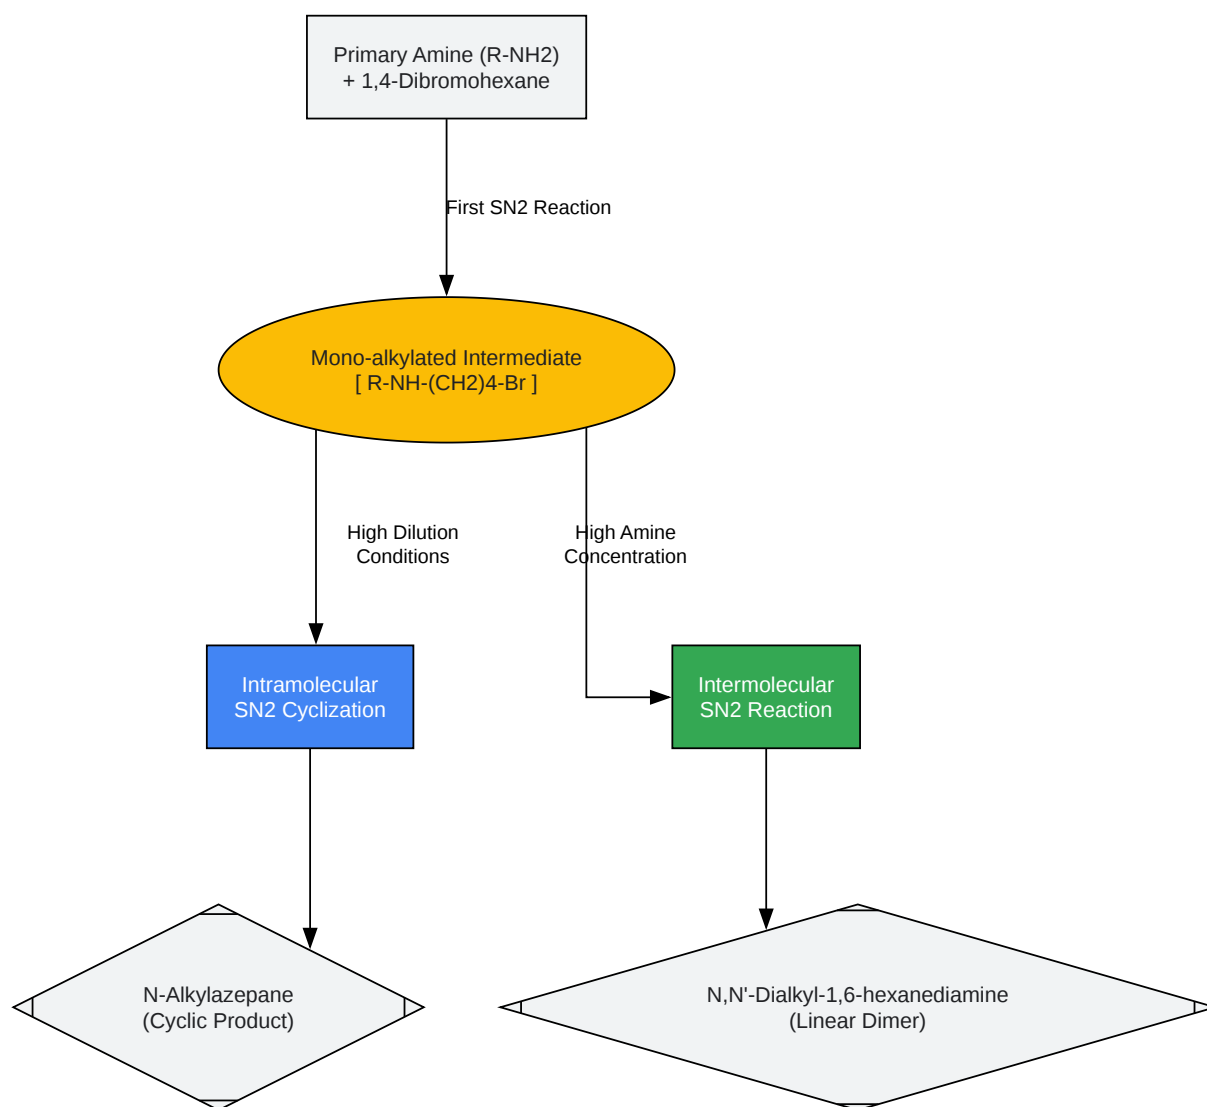 Primary Amine (R-NH2)
+ 1,4-Dibromohexane
First SN2 Reaction
Mono-alkylated Intermediate
[ R-NH-(CH2)4-Br ]
High Dilution
Conditions
High Amine
Concentration
Intramolecular
SN2 Cyclization
Intermolecular
SN2 Reaction
N-Alkylazepane
(Cyclic Product)
N,N'-Dialkyl-1,6-hexanediamine
(Linear Dimer)